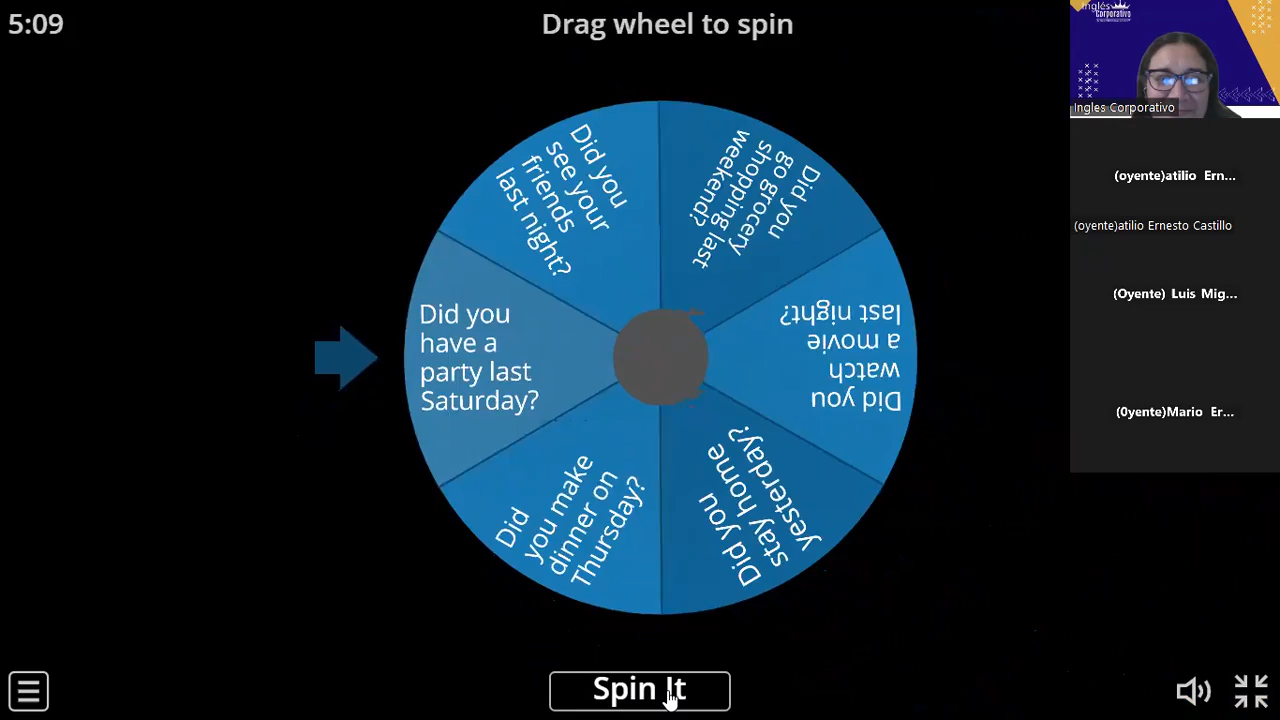 5:09
Drag wheel to spin
Did you
see your
friends
last night?
Did you
go grocery
shopping last
weekend?
Did you
have a
party last
Saturday?
Did you
watch
a movie
last night?
Did
you make
dinner on
Thursday?
Did you
stay home
yesterday?
Spin It
Inglés
corporativo
Ingles Corporativo
(oyente)atilio Ern...
(oyente)atilio Ernesto Castillo
(Oyente) Luis Mig...
(0yente)Mario Er...